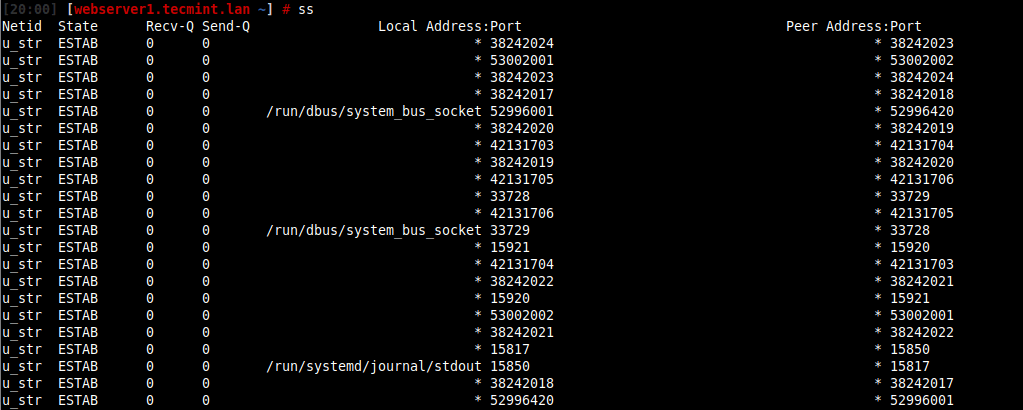 [20:00] [webserver1.tecmint.lan ~] # ss
Netid State Recv-Q Send-Q Local Address:Port Peer Address:Port
u_str ESTAB 0 0 * 38242024 * 38242023
u_str ESTAB 0 0 * 53002001 * 53002002
u_str ESTAB 0 0 * 38242023 * 38242024
u_str ESTAB 0 0 * 38242017 * 38242018
u_str ESTAB 0 0 /run/dbus/system_bus_socket 52996001 * 52996420
u_str ESTAB 0 0 * 38242020 * 38242019
u_str ESTAB 0 0 * 42131703 * 42131704
u_str ESTAB 0 0 * 38242019 * 38242020
u_str ESTAB 0 0 * 42131705 * 42131706
u_str ESTAB 0 0 * 33728 * 33729
u_str ESTAB 0 0 * 42131706 * 42131705
u_str ESTAB 0 0 /run/dbus/system_bus_socket 33729 * 33728
u_str ESTAB 0 0 * 15921 * 15920
u_str ESTAB 0 0 * 42131704 * 42131703
u_str ESTAB 0 0 * 38242022 * 38242021
u_str ESTAB 0 0 * 15920 * 15921
u_str ESTAB 0 0 * 53002002 * 53002001
u_str ESTAB 0 0 * 38242021 * 38242022
u_str ESTAB 0 0 * 15817 * 15850
u_str ESTAB 0 0 /run/systemd/journal/stdout 15850 * 15817
u_str ESTAB 0 0 * 38242018 * 38242017
u_str ESTAB 0 0 * 52996420 * 52996001